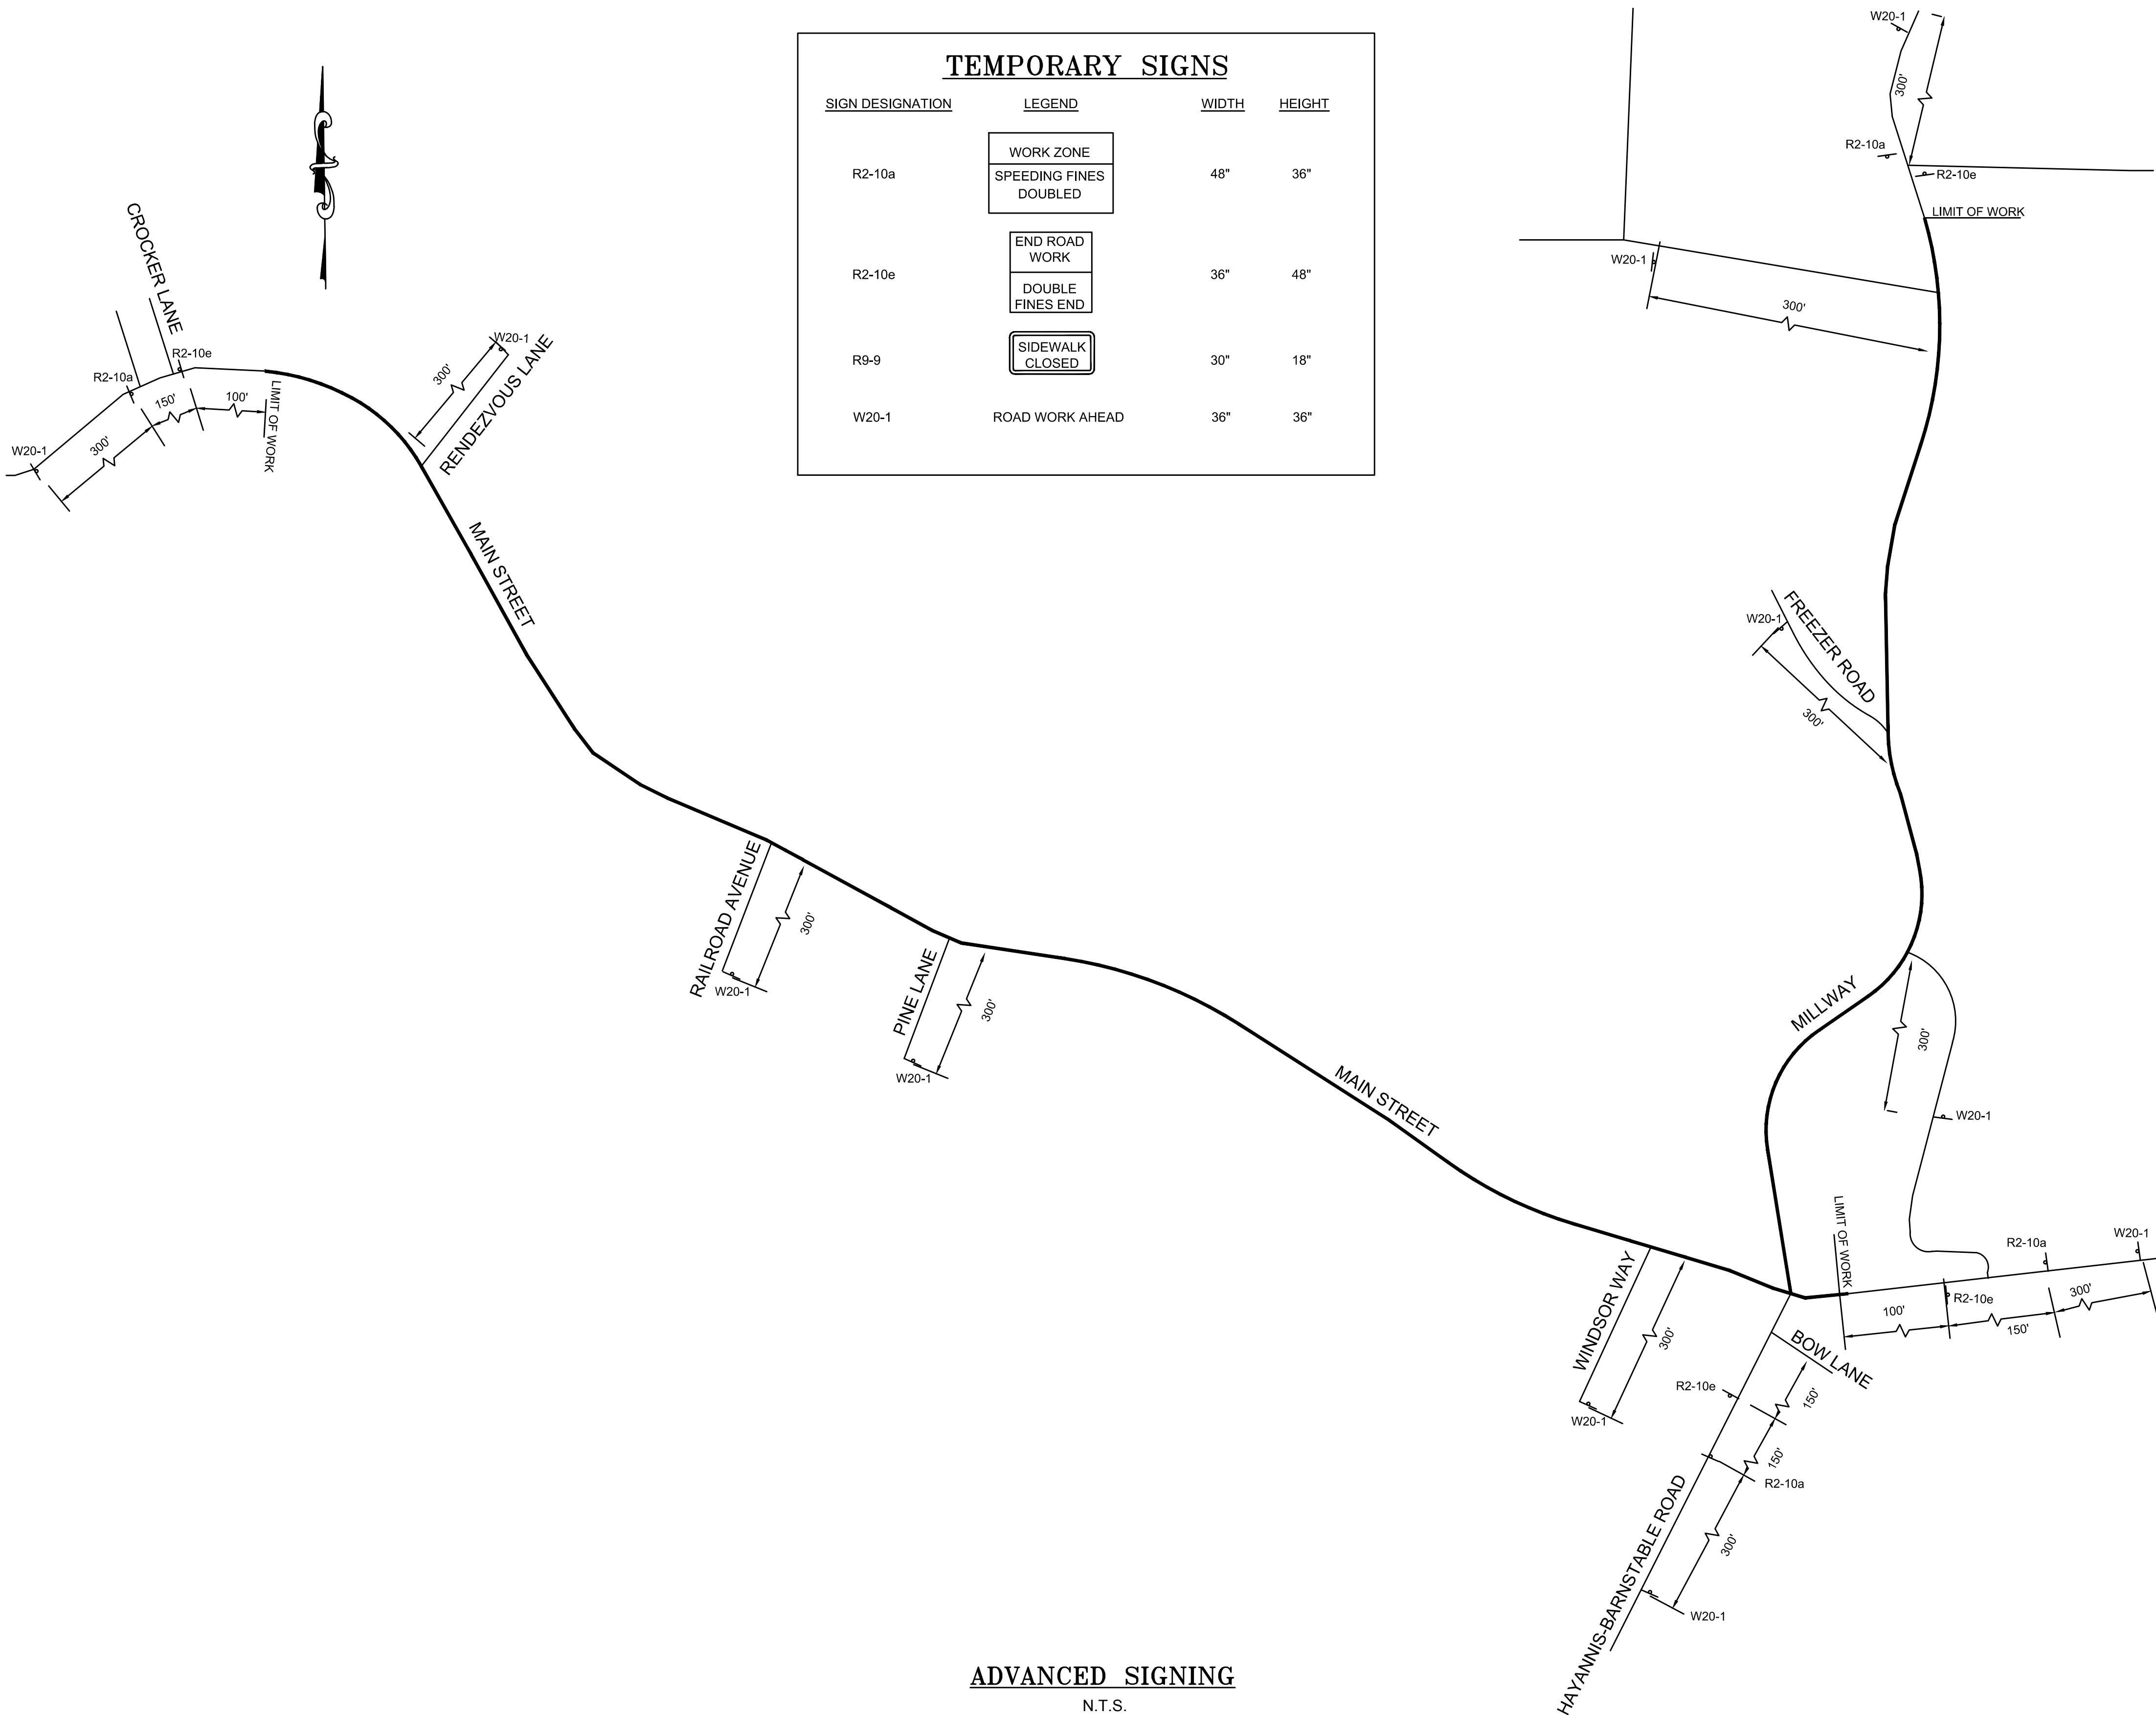 TEMPORARY SIGNS
SIGN DESIGNATION LEGEND WIDTH HEIGHT
R2-10a
WORK ZONE
SPEEDING FINES
DOUBLED
48" 36"
R2-10e
END ROAD
WORK
DOUBLE
FINES END
36" 48"
R9-9
SIDEWALK
CLOSED
30" 18"
W20-1 ROAD WORK AHEAD 36" 36"
W20-1
300'
R2-10a
R2-10e
LIMIT OF WORK
W20-1
300'
CROCKER LANE
R2-10e
R2-10a
W20-1
300'
150'
100'
LIMIT OF WORK
W20-1
300'
RENDEZVOUS LANE
MAIN STREET
W20-1
FREEZER ROAD
300'
RAILROAD AVENUE
300'
W20-1
PINE LANE
300'
W20-1
MAIN STREET
MILLWAY
300'
W20-1
WINDSOR WAY
300'
W20-1
LIMIT OF WORK
R2-10a
W20-1
R2-10e
100'
150'
300'
BOW LANE
R2-10e
150'
150'
R2-10a
300'
HAYANNIS-BARNSTABLE ROAD
W20-1
ADVANCED SIGNING
N.T.S.